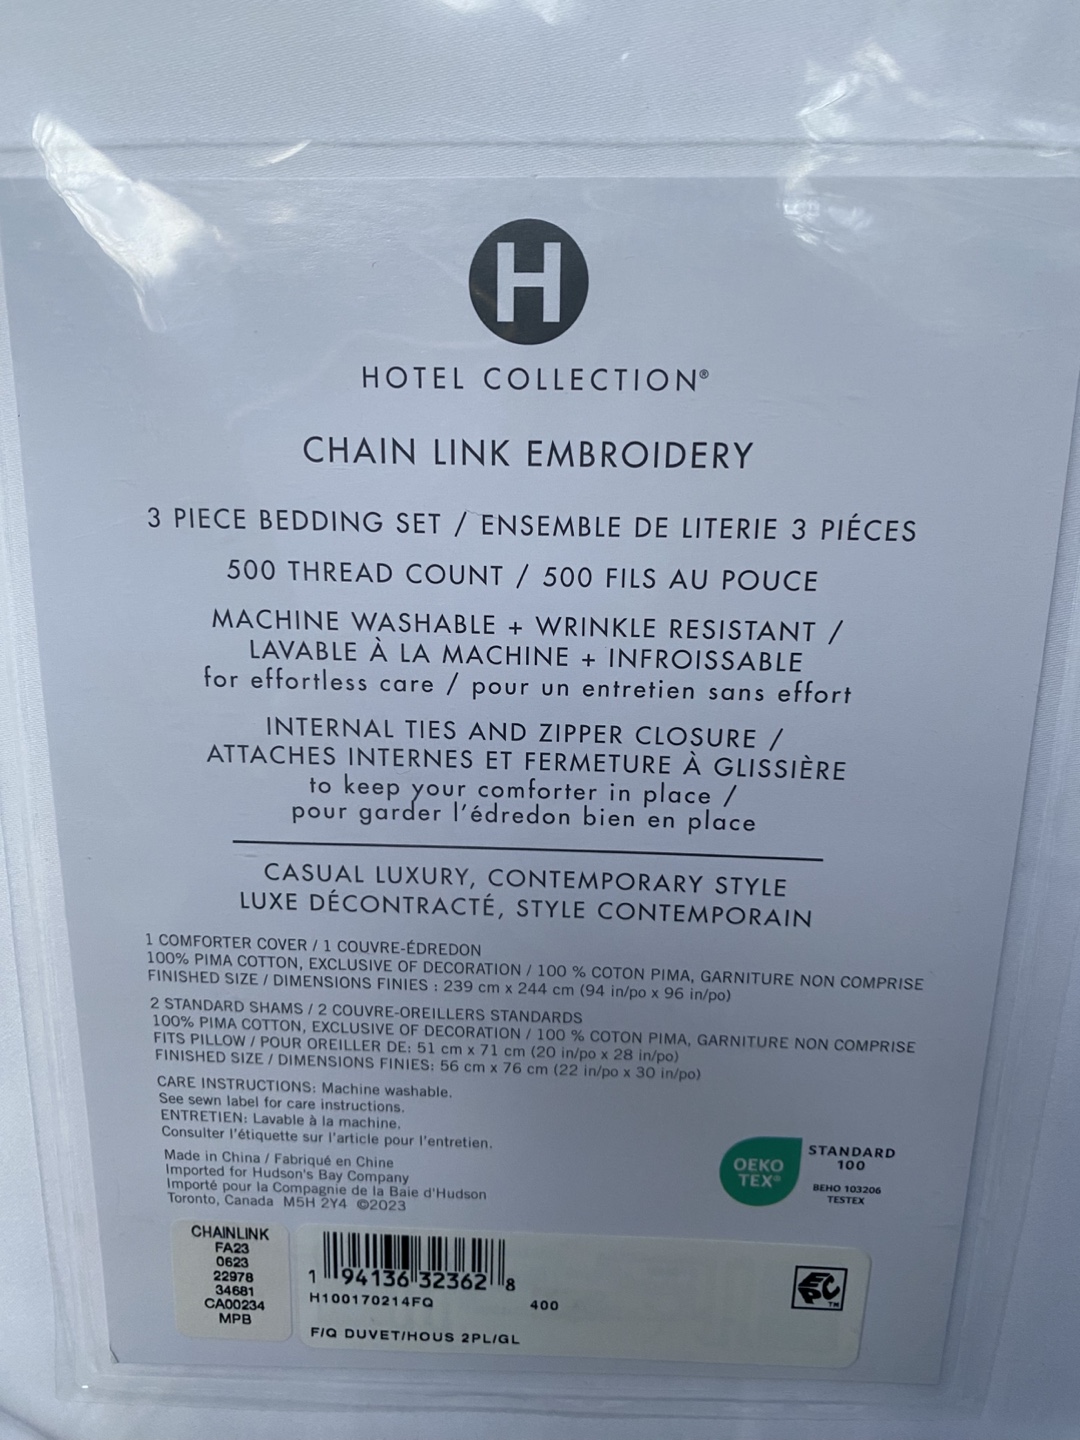 H
HOTEL COLLECTION®
CHAIN LINK EMBROIDERY
3 PIECE BEDDING SET / ENSEMBLE DE LITERIE 3 PIÉCES
500 THREAD COUNT / 500 FILS AU POUCE
MACHINE WASHABLE + WRINKLE RESISTANT /
LAVABLE À LA MACHINE + INFROISSABLE
for effortless care / pour un entretien sans effort
INTERNAL TIES AND ZIPPER CLOSURE /
ATTACHES INTERNES ET FERMETURE À GLISSIÈRE
to keep your comforter in place /
pour garder l'édredon bien en place
CASUAL LUXURY, CONTEMPORARY STYLE
LUXE DÉCONTRACTÉ, STYLE CONTEMPORAIN
1 COMFORTER COVER / 1 COUVRE-ÉDREDON
100% PIMA COTTON, EXCLUSIVE OF DECORATION / 100 % COTON PIMA, GARNITURE NON COMPRISE
FINISHED SIZE / DIMENSIONS FINIES : 239 cm x 244 cm (94 in/po x 96 in/po)
2 STANDARD SHAMS / 2 COUVRE-OREILLERS STANDARDS
100% PIMA COTTON, EXCLUSIVE OF DECORATION / 100 % COTON PIMA, GARNITURE NON COMPRISE
FITS PILLOW / POUR OREILLER DE: 51 cm x 71 cm (20 in/po x 28 in/po)
FINISHED SIZE / DIMENSIONS FINIES: 56 cm x 76 cm (22 in/po x 30 in/po)
CARE INSTRUCTIONS: Machine washable.
See sewn label for care instructions.
ENTRETIEN: Lavable à la machine.
Consulter l'étiquette sur l'article pour l'entretien.
Made in China / Fabriqué en Chine
Imported for Hudson's Bay Company
Importé pour la Compagnie de la Baie d'Hudson
Toronto, Canada M5H 2Y4 ©2023
OEKO
TEX®
STANDARD
100
BEHO 103206
TESTEX
CHAINLINK
FA23
0623
22978
34681
CA00234
MPB
1 94136 32362 8
H100170214FQ 400
F/Q DUVET/HOUS 2PL/GL
EPC™